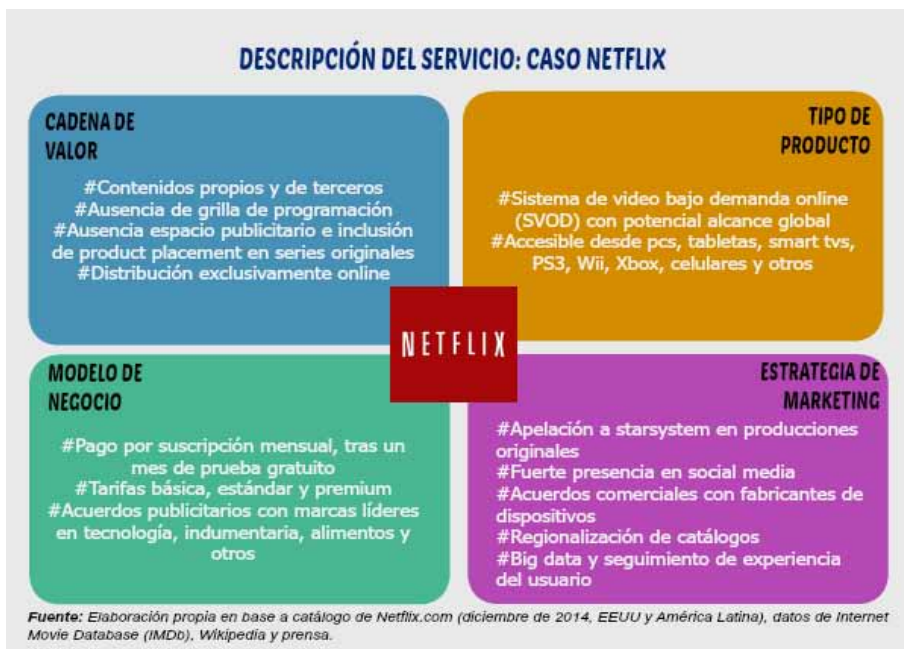 DESCRIPCIÓN DEL SERVICIO: CASO NETFLIX
CADENA DE
VALOR
#Contenidos propios y de terceros
#Ausencia de grilla de programación
#Ausencia espacio publicitario e inclusión
de product placement en series originales
#Distribución exclusivamente online
TIPO DE
PRODUCTO
#Sistema de video bajo demanda online
(SVOD) con potencial alcance global
#Accesible desde pcs, tabletas, smart tvs,
PS3, Wii, Xbox, celulares y otros
NETFLIX
MODELO DE
NEGOCIO
#Pago por suscripción mensual, tras un
mes de prueba gratuito
#Tarifas básica, estándar y premium
#Acuerdos publicitarios con marcas líderes
en tecnología, indumentaria, alimentos y
otros
ESTRATEGIA DE
MARKETING
#Apelación a starsystem en producciones
originales
#Fuerte presencia en social media
#Acuerdos comerciales con fabricantes de
dispositivos
#Regionalización de catálogos
#Big data y seguimiento de experiencia
del usuario
Fuente: Elaboración propia en base a catálogo de Netflix.com (diciembre de 2014, EEUU y América Latina), datos de Internet
Movie Database (IMDb), Wikipedia y prensa.